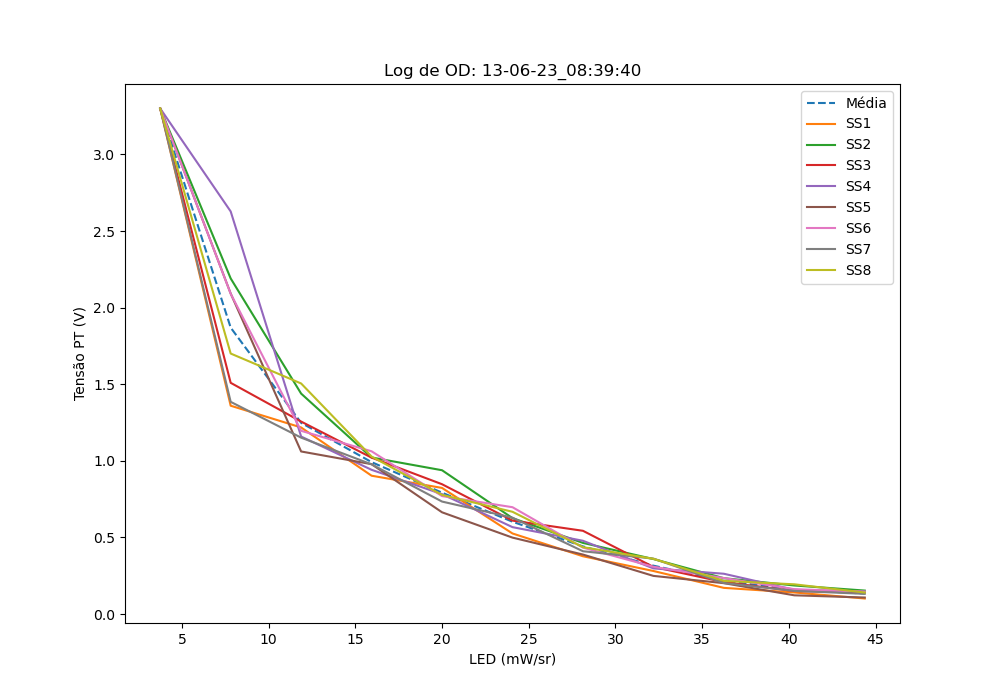 Log de OD: 13-06-23_08:39:40
Média
SS1
SS2
SS3
SS4
SS5
SS6
SS7
SS8
Tensão PT (V)
3.0
2.5
2.0
1.5
1.0
0.5
0.0
5 10 15 20 25 30 35 40 45
LED (mW/sr)